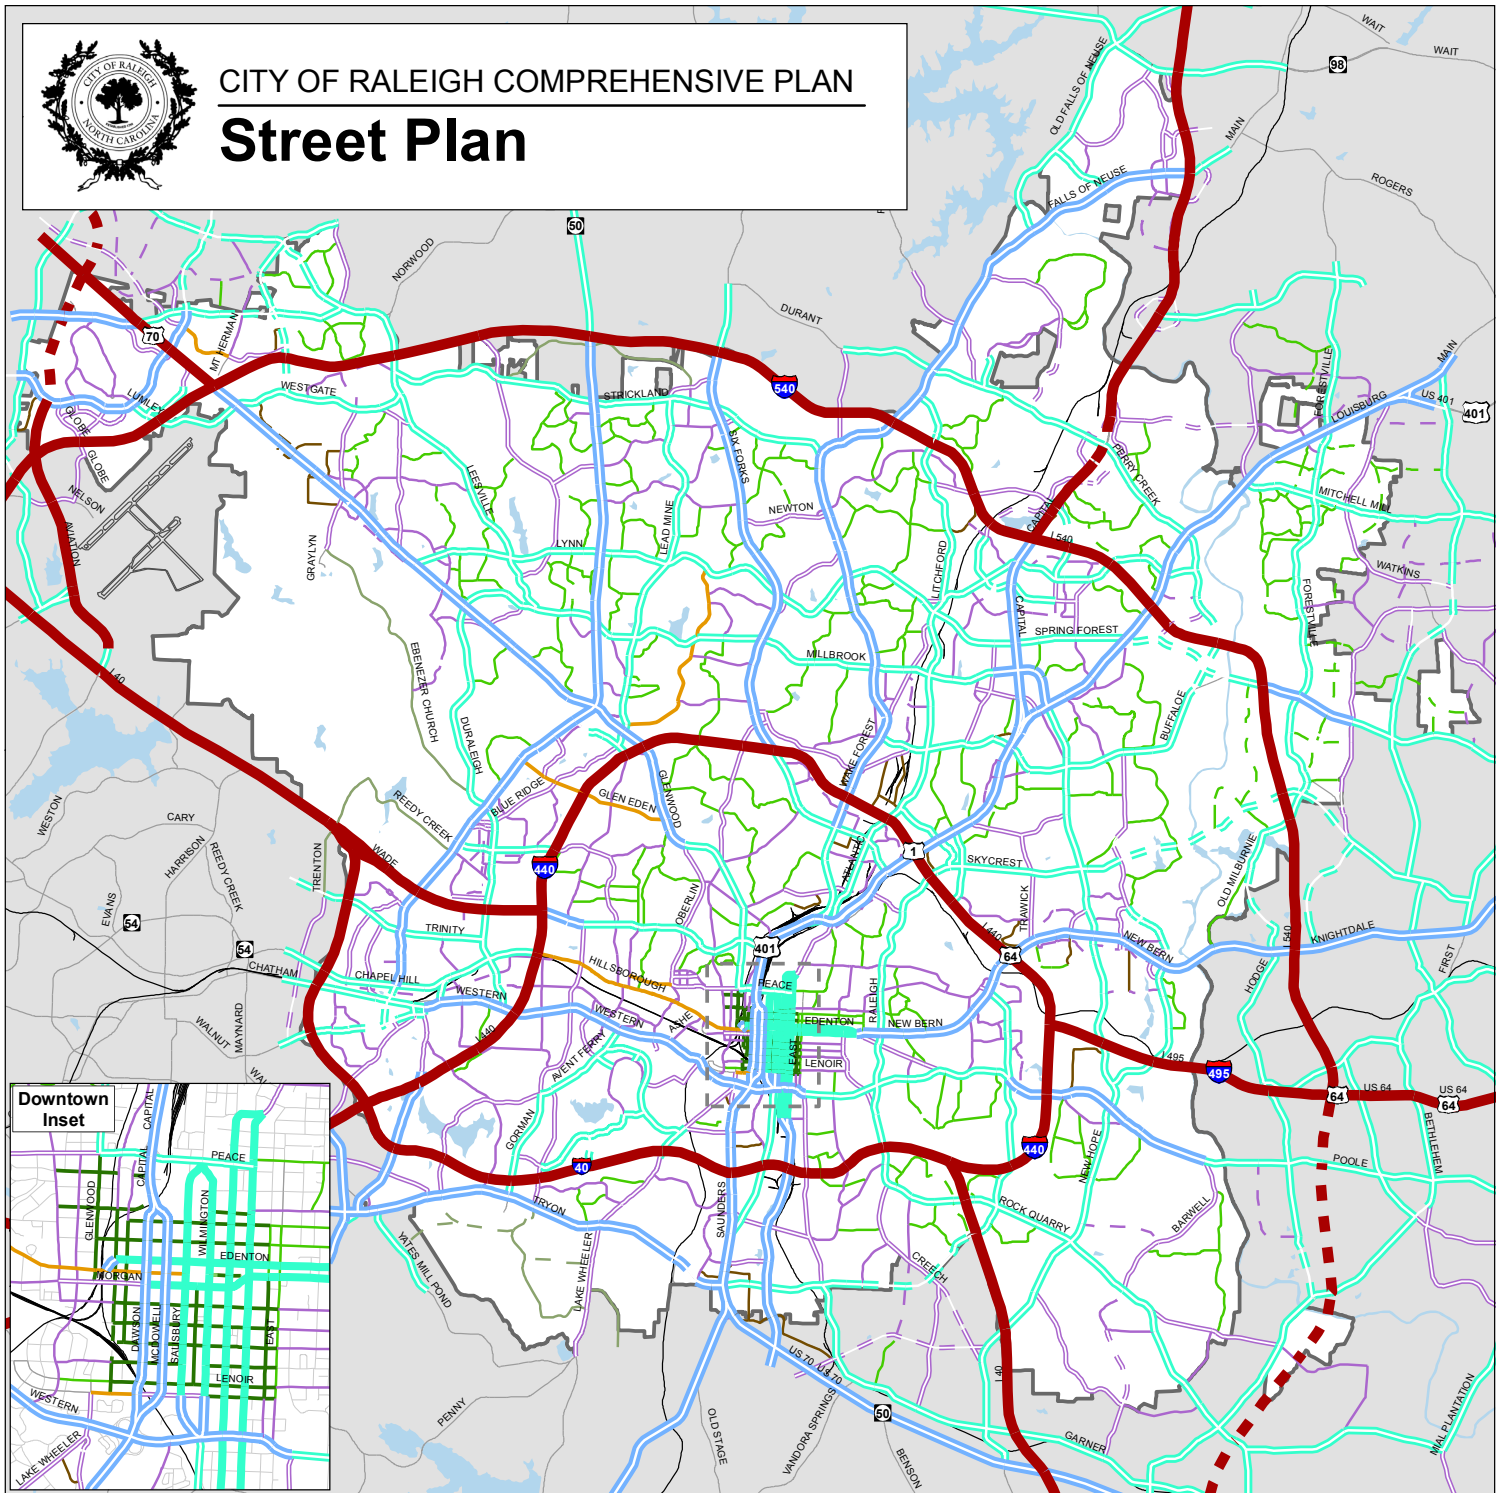 CITY OF RALEIGH
NORTH CAROLINA
CITY OF RALEIGH COMPREHENSIVE PLAN
Street Plan
WAIT
WAIT
98
OLD FALLS OF NEUSE
MAIN
ROGERS
FALLS OF NEUSE
50
NORWOOD
DURANT
70
MT HERMAN
LUMLEY
WESTGATE
STRICKLAND
540
FORESTVILLE
MAIN
LOUISBURG
US 401
401
GLOBE
GLOBE
NELSON
AVIATION
SIX FORKS
LEESVILLE
LEAD MINE
NEWTON
PERRY CREEK
MITCHELL MILL
CAPITAL
I 540
LYNN
GRAYLYN
LITCHFORD
WATKINS
FORESTVILLE
CAPITAL
SPRING FOREST
MILLBROOK
EBENEZER CHURCH
I 40
DURALEIGH
BUFFALOE
WAKE FOREST
REEDY CREEK
BLUE RIDGE
GLEN EDEN
GLENWOOD
WESTON
CARY
HARRISON
REEDY CREEK
WADE
TRENTON
440
ATLANTIC
1
SKYCREST
OLD MILBURNIE
EVANS
54
54
OBERLIN
TRAWICK
TRINITY
401
I 440
64
NEW BERN
I 540
KNIGHTDALE
FIRST
CHATHAM
CHAPEL HILL
HILLSBOROUGH
WESTERN
WESTERN
PEACE
RALEIGH
HODGE
WALNUT
MAYNARD
ASHE
EDENTON
NEW BERN
I 440
AVENT FERRY
EAST
LENOIR
I 495
495
US 64
64
US 64
64
GORMAN
440
NEW HOPE
BETHLEHEM
POOLE
40
TRYON
SAUNDERS
ROCK QUARRY
BARWELL
YATES MILL POND
LAKE WHEELER
CREECH
US 70
US 70
I 40
50
PENNY
OLD STAGE
VANDORA SPRINGS
BENSON
GARNER
MIAL PLANTATION
Downtown
Inset
CAPITAL
CAPITAL
PEACE
GLENWOOD
WILMINGTON
EDENTON
MORGAN
DAWSON
MCDOWELL
SALISBURY
EAST
LENOIR
WESTERN
LAKE WHEELER